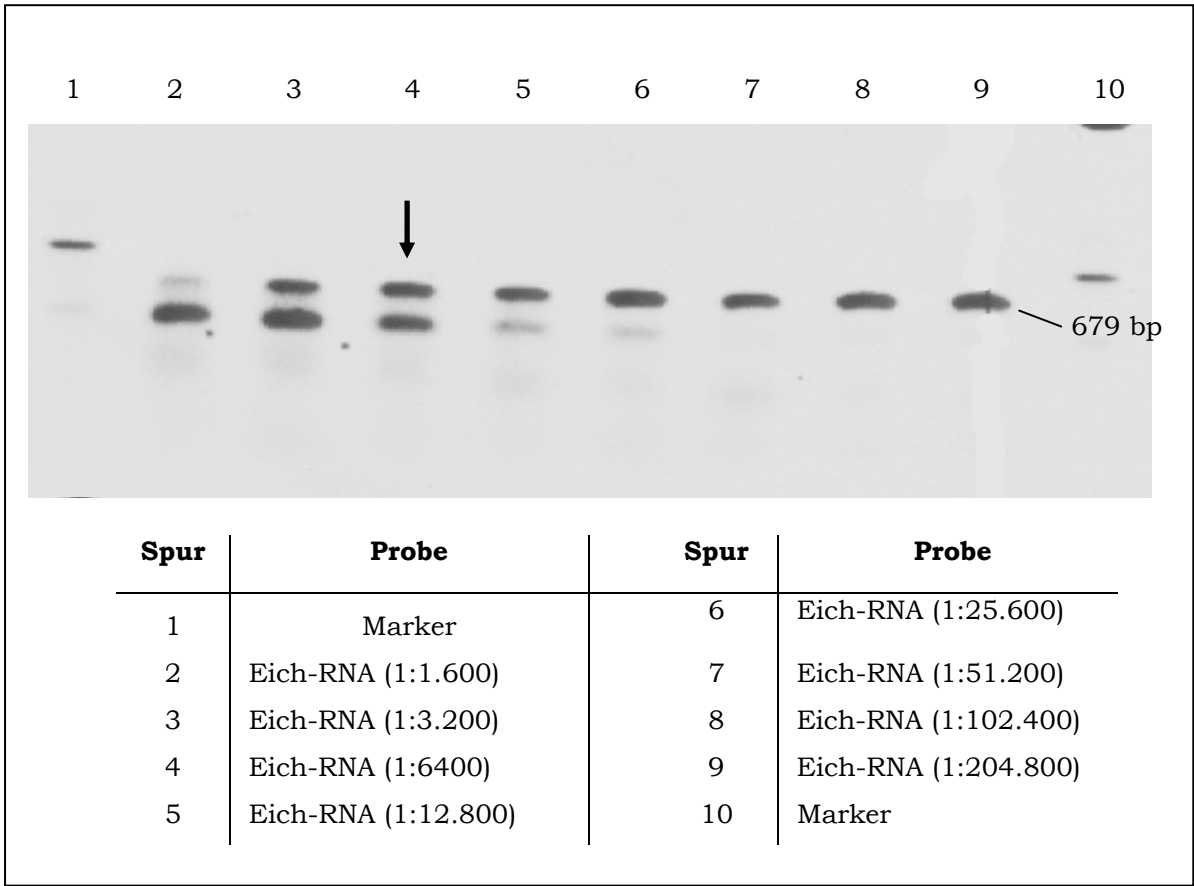 1 2 3 4 5 6 7 8 9 10
679 bp
Spur Probe Spur Probe
1 Marker 6 Eich-RNA (1:25.600)
2 Eich-RNA (1:1.600) 7 Eich-RNA (1:51.200)
3 Eich-RNA (1:3.200) 8 Eich-RNA (1:102.400)
4 Eich-RNA (1:6400) 9 Eich-RNA (1:204.800)
5 Eich-RNA (1:12.800) 10 Marker